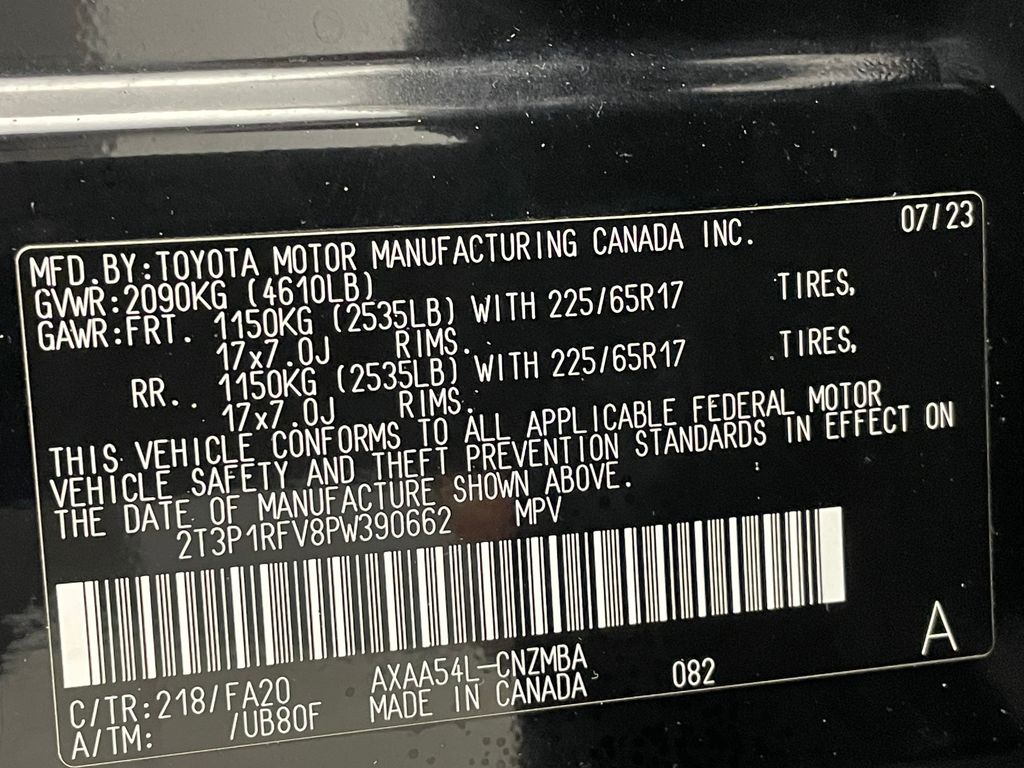 07/23
MFD.BY:TOYOTA MOTOR MANUFACTURING CANADA INC.
GVWR:2090KG (4610LB)
GAWR:FRT. 1150KG (2535LB) WITH 225/65R17 TIRES,
17x7.0J RIMS.
RR. 1150KG (2535LB) WITH 225/65R17 TIRES,
17x7.0J RIMS.
THIS VEHICLE CONFORMS TO ALL APPLICABLE FEDERAL MOTOR
VEHICLE SAFETY AND THEFT PREVENTION STANDARDS IN EFFECT ON
THE DATE OF MANUFACTURE SHOWN ABOVE.
2T3P1RFV8PW390662 MPV
A
C/TR:218/FA20 AXAA54L-CNZMBA
A/TM: /UB80F MADE IN CANADA 082